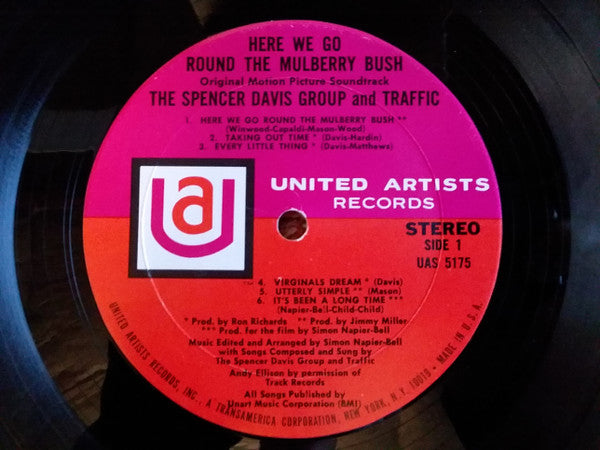 HERE WE GO
ROUND THE MULBERRY BUSH
Original Motion Picture Soundtrack
THE SPENCER DAVIS GROUP and TRAFFIC
1. HERE WE GO ROUND THE MULBERRY BUSH **
(Winwood-Capaldi-Mason-Wood)
2. TAKING OUT TIME * (Davis-Hardin)
3. EVERY LITTLE THING * (Davis-Matthews)
ua
UNITED ARTISTS
RECORDS
STEREO
SIDE 1
UAS 5175
4. VIRGINALS DREAM * (Davis)
5. UTTERLY SIMPLE ** (Mason)
6. IT'S BEEN A LONG TIME ***
(Napier-Bell-Child-Child)
* Prod. by Ron Richards ** Prod. by Jimmy Miller
*** Prod. for the film by Simon Napier-Bell
Music Edited and Arranged by Simon Napier-Bell
with Songs Composed and Sung by
The Spencer Davis Group and Traffic
Andy Ellison by permission of
Track Records
All Songs Published by
Unart Music Corporation (BMI)
UNITED ARTISTS RECORDS, INC., A TRANSAMERICA CORPORATION, NEW YORK, N. Y. 10019 • MADE IN U.S.A.